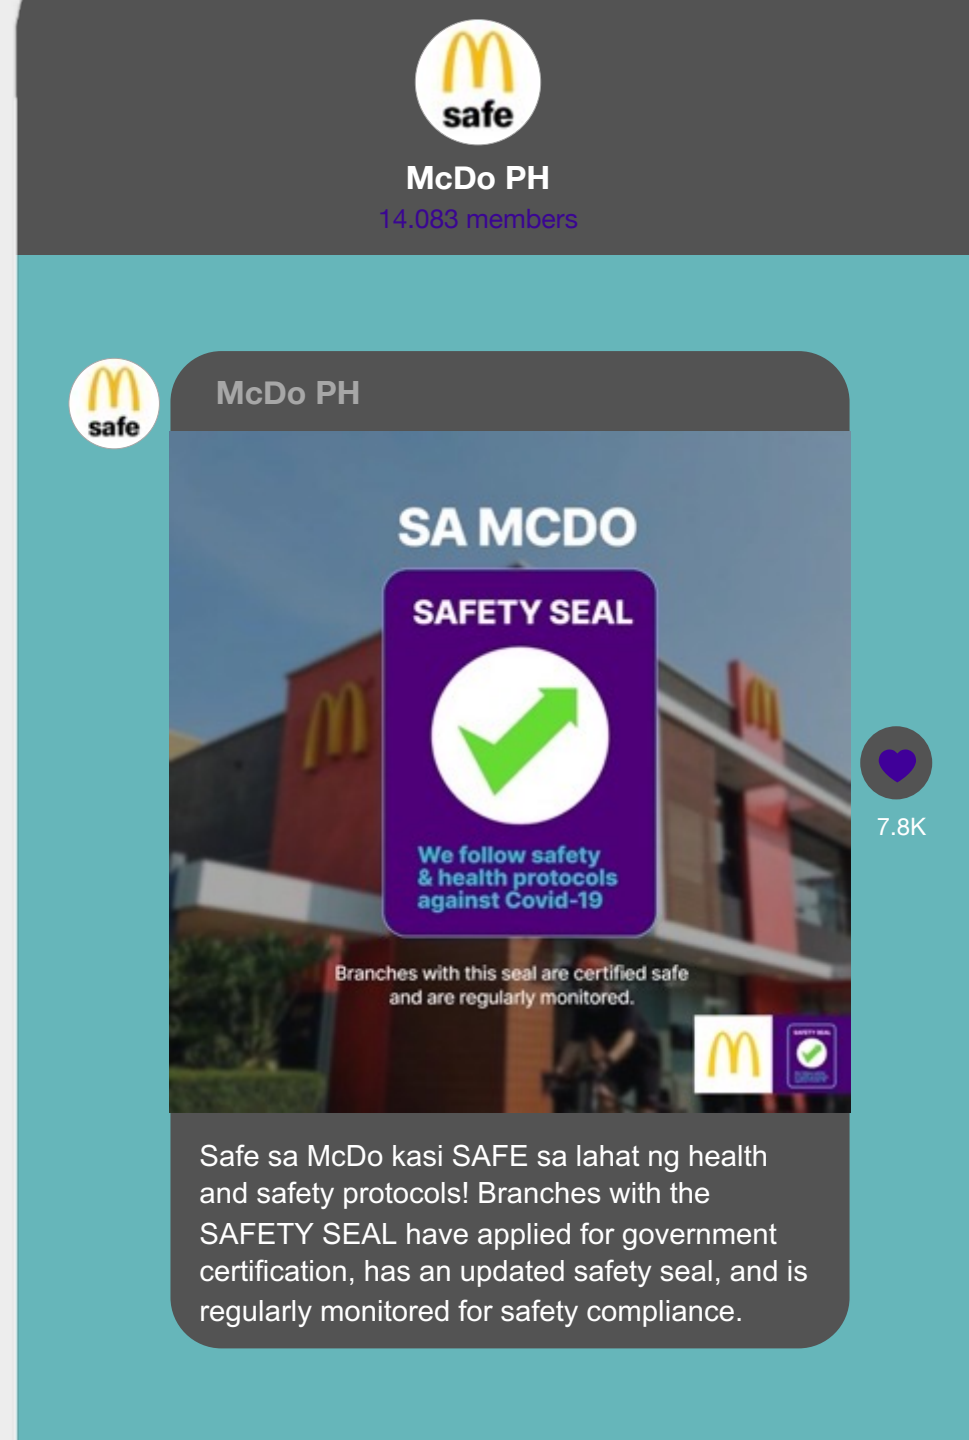 safe
McDo PH
14.083 members
safe
McDo PH
SA MCDO
SAFETY SEAL
We follow safety
& health protocols
against Covid-19
Branches with this seal are certified safe
and are regularly monitored.
SAFETY SEAL
7.8K
Safe sa McDo kasi SAFE sa lahat ng health
and safety protocols! Branches with the
SAFETY SEAL have applied for government
certification, has an updated safety seal, and is
regularly monitored for safety compliance.